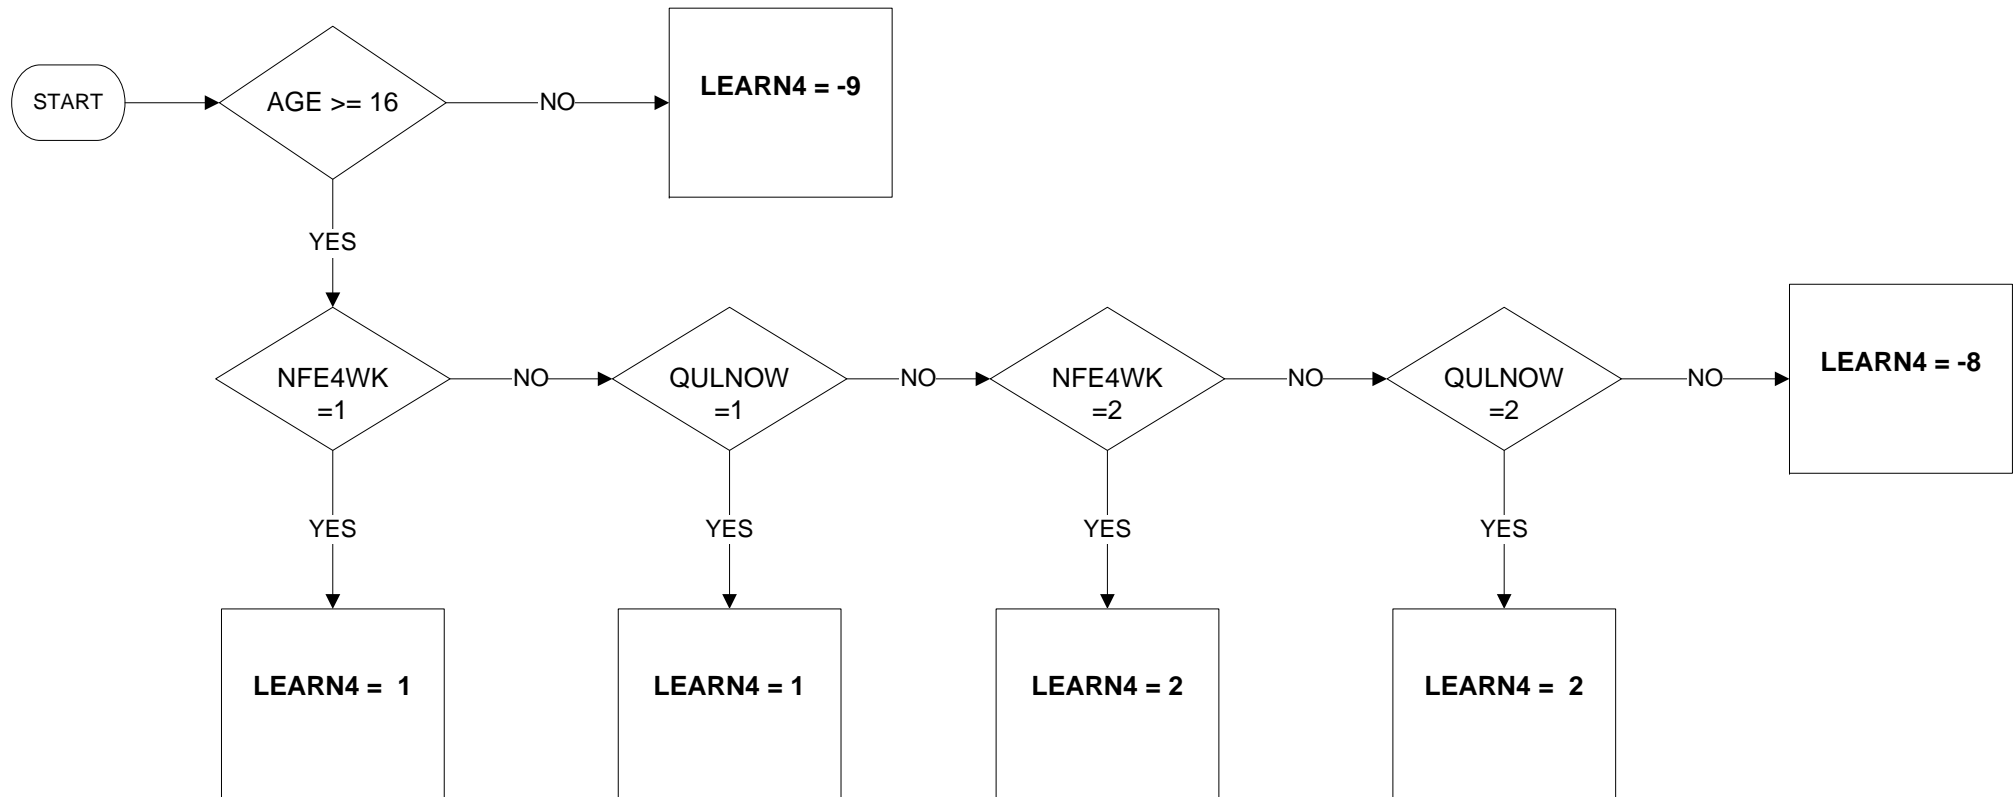 START
AGE >= 16
NO
LEARN4 = -9
YES
NFE4WK
=1
NO
QULNOW
=1
NO
NFE4WK
=2
NO
QULNOW
=2
NO
LEARN4 = -8
YES
YES
YES
YES
LEARN4 =  1
LEARN4 = 1
LEARN4 = 2
LEARN4 =  2